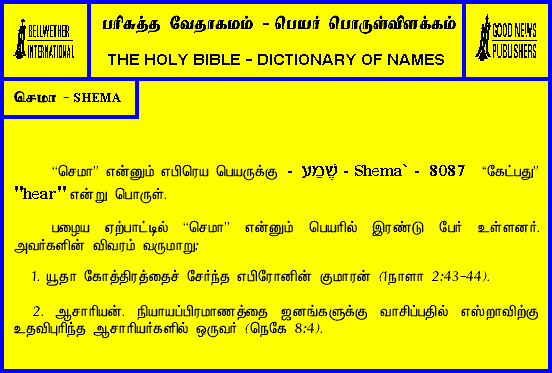 BELLWETHER
INTERNATIONAL
பரிசுத்த வேதாகமம் - பெயர் பொருள்விளக்கம்
THE HOLY BIBLE - DICTIONARY OF NAMES
GOOD NEWS
PUBLISHERS
செமா - SHEMA
“செமா” என்னும் எபிரெய பெயருக்கு - שֶׁמַע - Shema` - 8087 “கேட்பது”
"hear" என்று பொருள்.
பழைய ஏற்பாட்டில் “செமா” என்னும் பெயரில் இரண்டு பேர் உள்ளனர்.
அவர்களின் விவரம் வருமாறு:
1. யூதா கோத்திரத்தைச் சேர்ந்த எபிரோனின் குமாரன் (1நாளா 2:43-44).
2. ஆசாரியன். நியாயப்பிரமாணத்தை ஜனங்களுக்கு வாசிப்பதில் எஸ்றாவிற்கு
உதவிபுரிந்த ஆசாரியர்களில் ஒருவர் (நெகே 8:4).